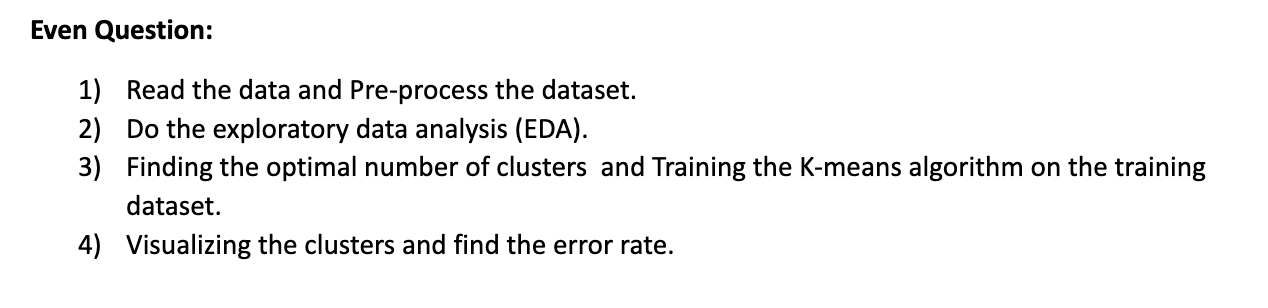 Even Question:
1) Read the data and Pre-process the dataset.
2) Do the exploratory data analysis (EDA).
3) Finding the optimal number of clusters  and Training the K-means algorithm on the training
dataset.
4) Visualizing the clusters and find the error rate.